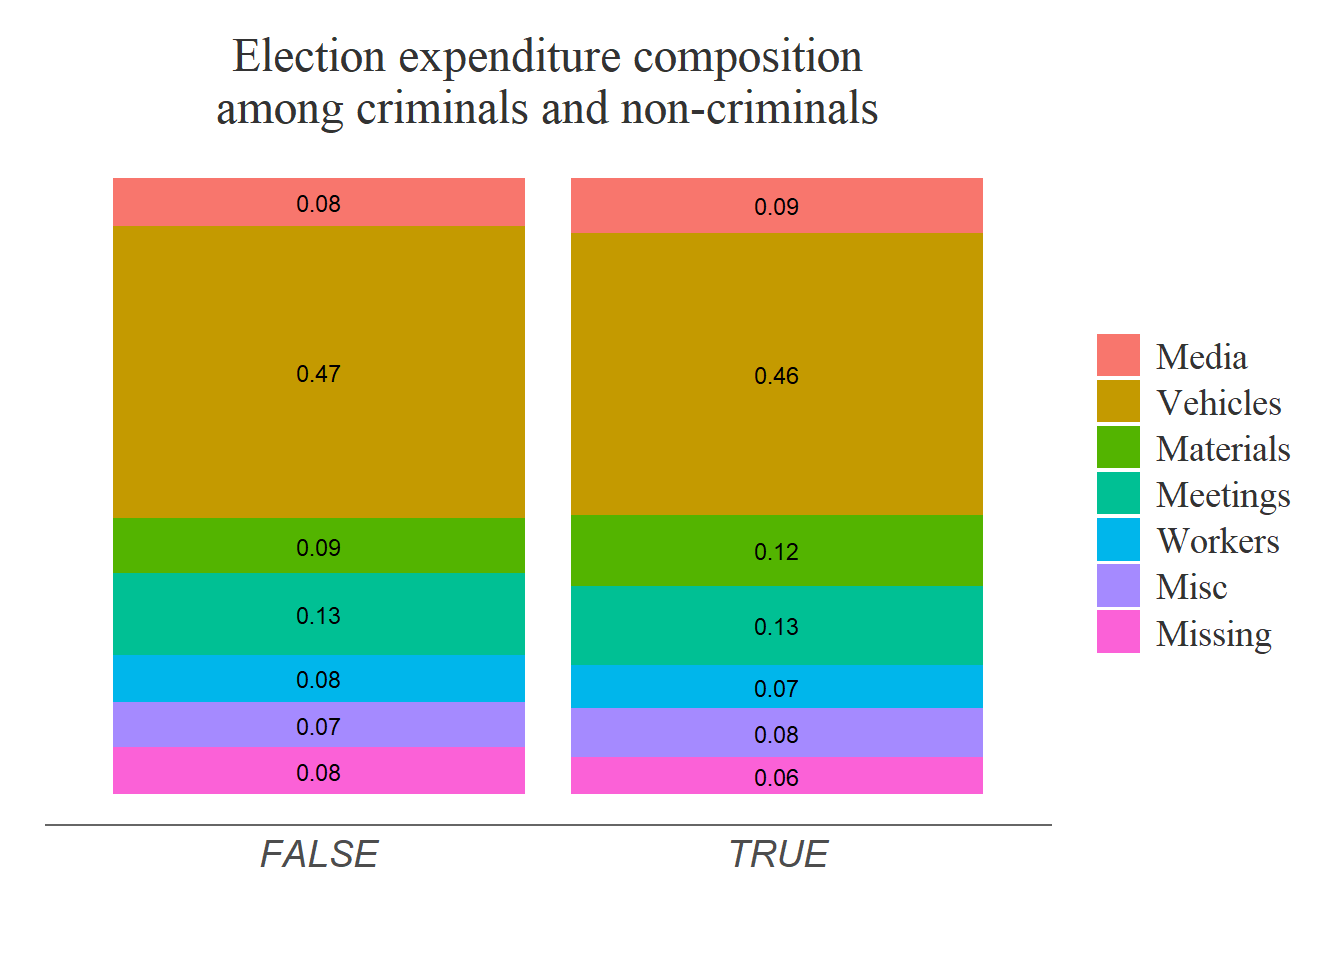 Election expenditure composition
among criminals and non-criminals
0.08
0.47
0.09
0.13
0.08
0.07
0.08
0.09
0.46
0.12
0.13
0.07
0.08
0.06
FALSE
TRUE
Media
Vehicles
Materials
Meetings
Workers
Misc
Missing